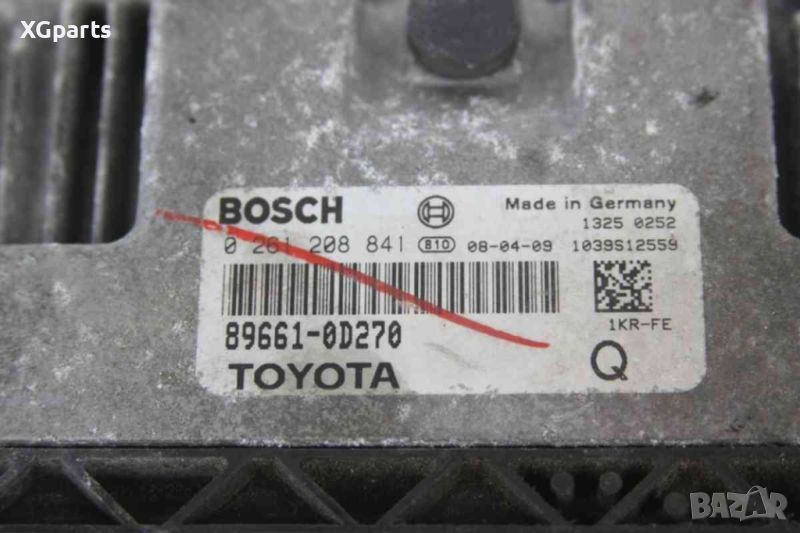 XGparts
BOSCH
Made in Germany
1325 0252
0 261 208 841 B10 08-04-09 1039S12559
1KR-FE
89661-0D270
TOYOTA
Q
BAZAR